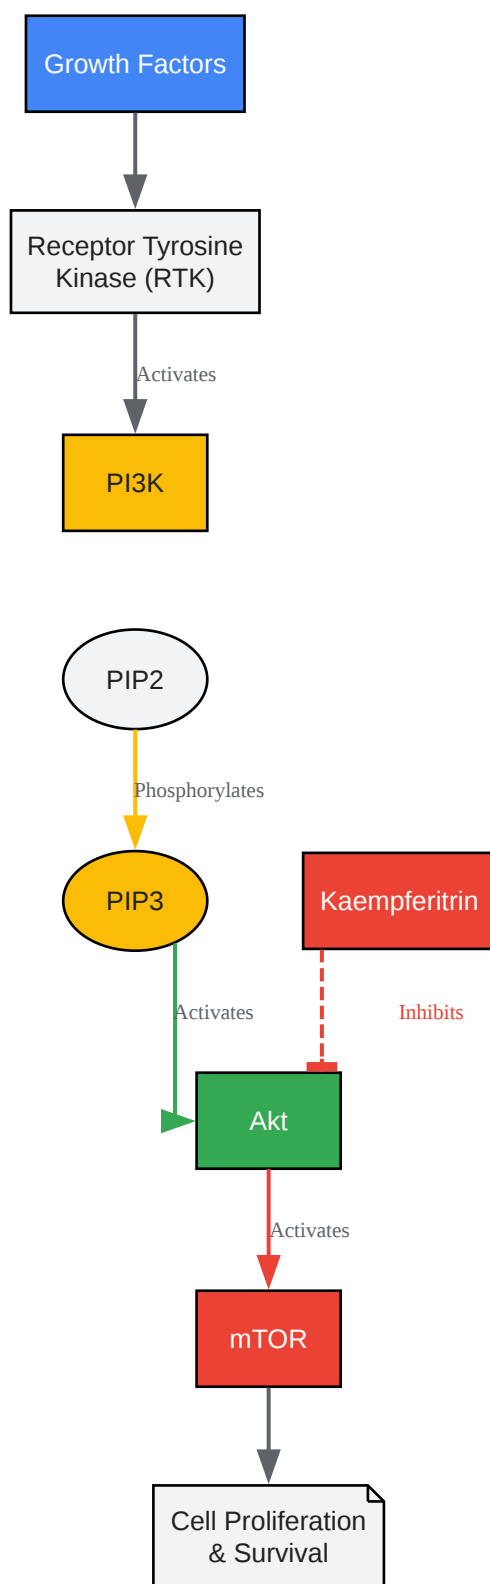 Growth Factors
Receptor Tyrosine
Kinase (RTK)
Activates
PI3K
PIP2
Phosphorylates
PIP3
Kaempferitrin
Activates
Inhibits
Akt
Activates
mTOR
Cell Proliferation
& Survival